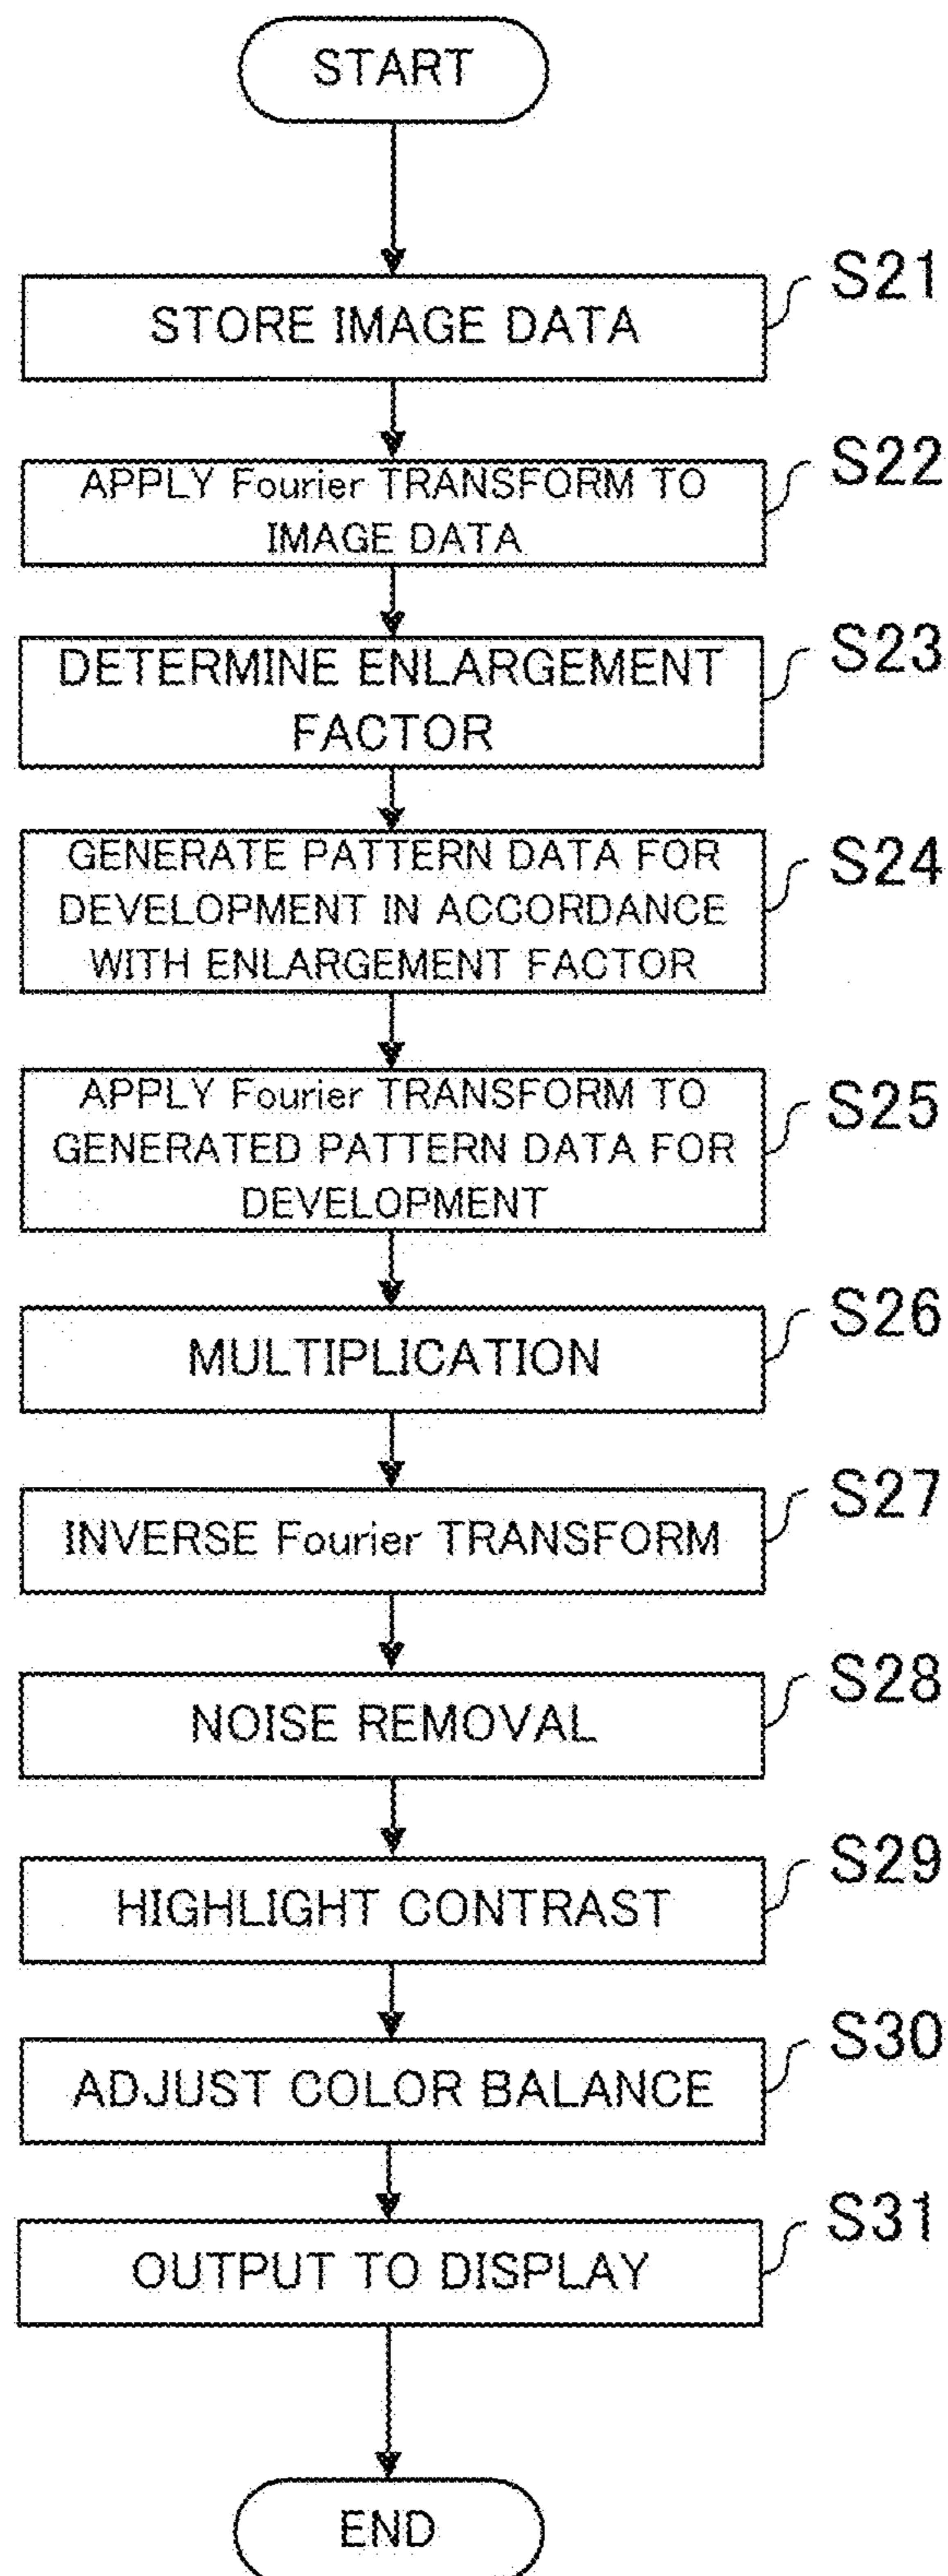 START
S21
STORE IMAGE DATA
S22
APPLY Fourier TRANSFORM TO
IMAGE DATA
S23
DETERMINE ENLARGEMENT
FACTOR
S24
GENERATE PATTERN DATA FOR
DEVELOPMENT IN ACCORDANCE
WITH ENLARGEMENT FACTOR
S25
APPLY Fourier TRANSFORM TO
GENERATED PATTERN DATA FOR
DEVELOPMENT
S26
MULTIPLICATION
S27
INVERSE Fourier TRANSFORM
S28
NOISE REMOVAL
S29
HIGHLIGHT CONTRAST
S30
ADJUST COLOR BALANCE
S31
OUTPUT TO DISPLAY
END